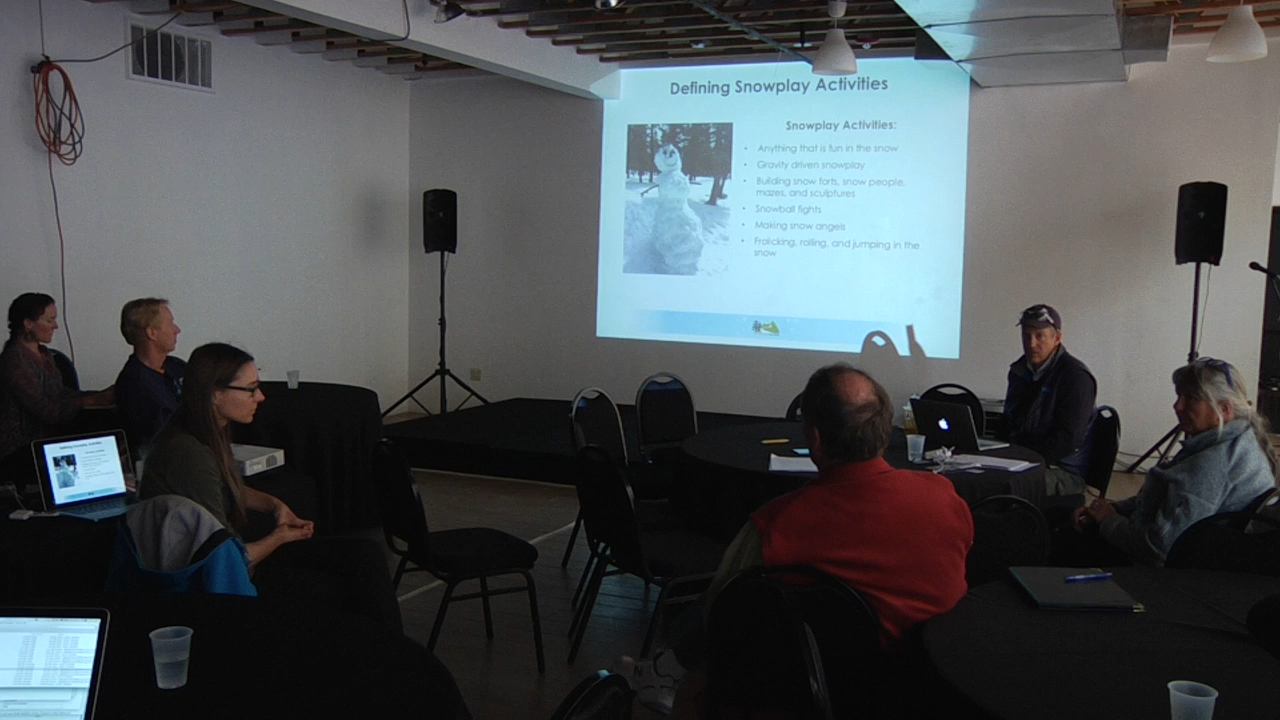 Defining Snowplay Activities
Snowplay Activities:
• Anything that is fun in the snow
• Gravity driven snowplay
• Building snow forts, snow people,
mazes, and sculptures
• Snowball fights
• Making snow angels
• Frolicking, rolling, and jumping in the
snow